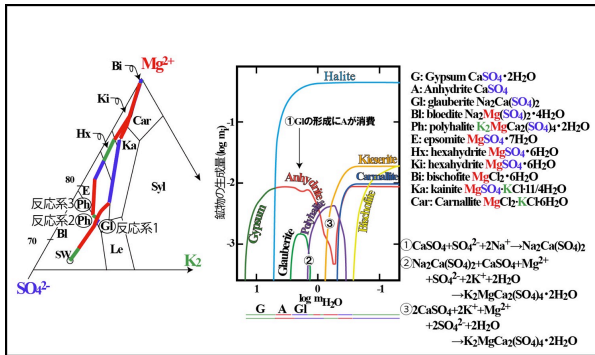 Bi
Mg²⁺
Ki
Car
Hx
Ka
80
E
Syl
反応系3
Ph
反応系2
Ph
Gl
反応系1
70
Bl
SW
Le
K₂
SO₄²⁻
鉱物の生成量(log m)
-1
-2
-3
Halite
①Glの形成にAが消費
Kieserite
Anhydrite
Carnallite
Gypsum
Polyhalite
Bischofite
Glauberite
③
②
1
0
-1
log mH₂O
G A Gl
G: Gypsum CaSO₄・2H₂O
A: Anhydrite CaSO₄
Gl: glauberite Na₂Ca(SO₄)₂
Bl: bloedite Na₂Mg(SO₄)₂・4H₂O
Ph: polyhalite K₂MgCa₂(SO₄)₄・2H₂O
E: epsomite MgSO₄・7H₂O
Hx: hexahydrite MgSO₄・6H₂O
Ki: hexahydrite MgSO₄・6H₂O
Bi: bischofite MgCl₂・6H₂O
Ka: kainite MgSO₄・KCl・11/4H₂O
Car: Carnallite MgCl₂・KCl・6H₂O
①CaSO₄+SO₄²⁻+2Na⁺→Na₂Ca(SO₄)₂
②Na₂Ca(SO₄)₂+CaSO₄+Mg²⁺
+SO₄²⁻+2K⁺+2H₂O
→K₂MgCa₂(SO₄)₄・2H₂O
③2CaSO₄+2K⁺+Mg²⁺
+2SO₄²⁻+2H₂O
→K₂MgCa₂(SO₄)₄・2H₂O